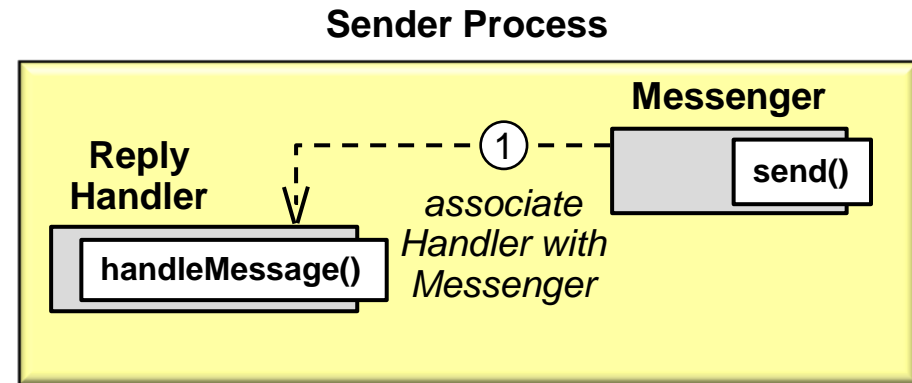 Sender Process
Messenger
send()
1
Reply
Handler
associate
Handler with
Messenger
handleMessage()